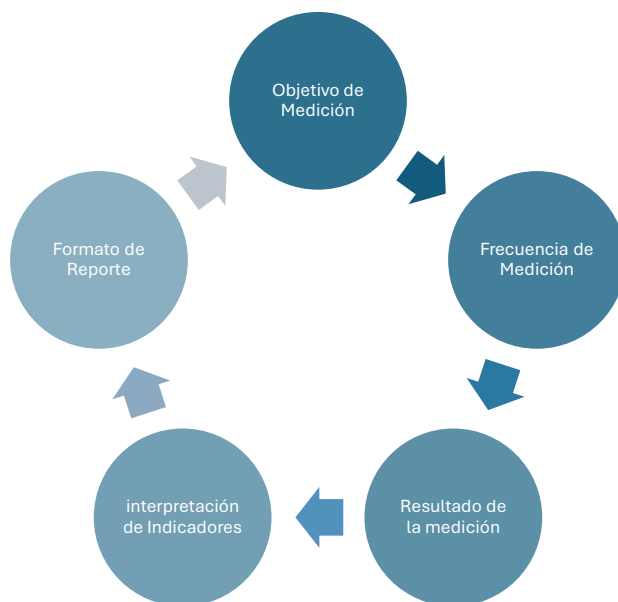 Objetivo de
Medición
Frecuencia de
Medición
Resultado de
la medición
interpretación
de Indicadores
Formato de
Reporte